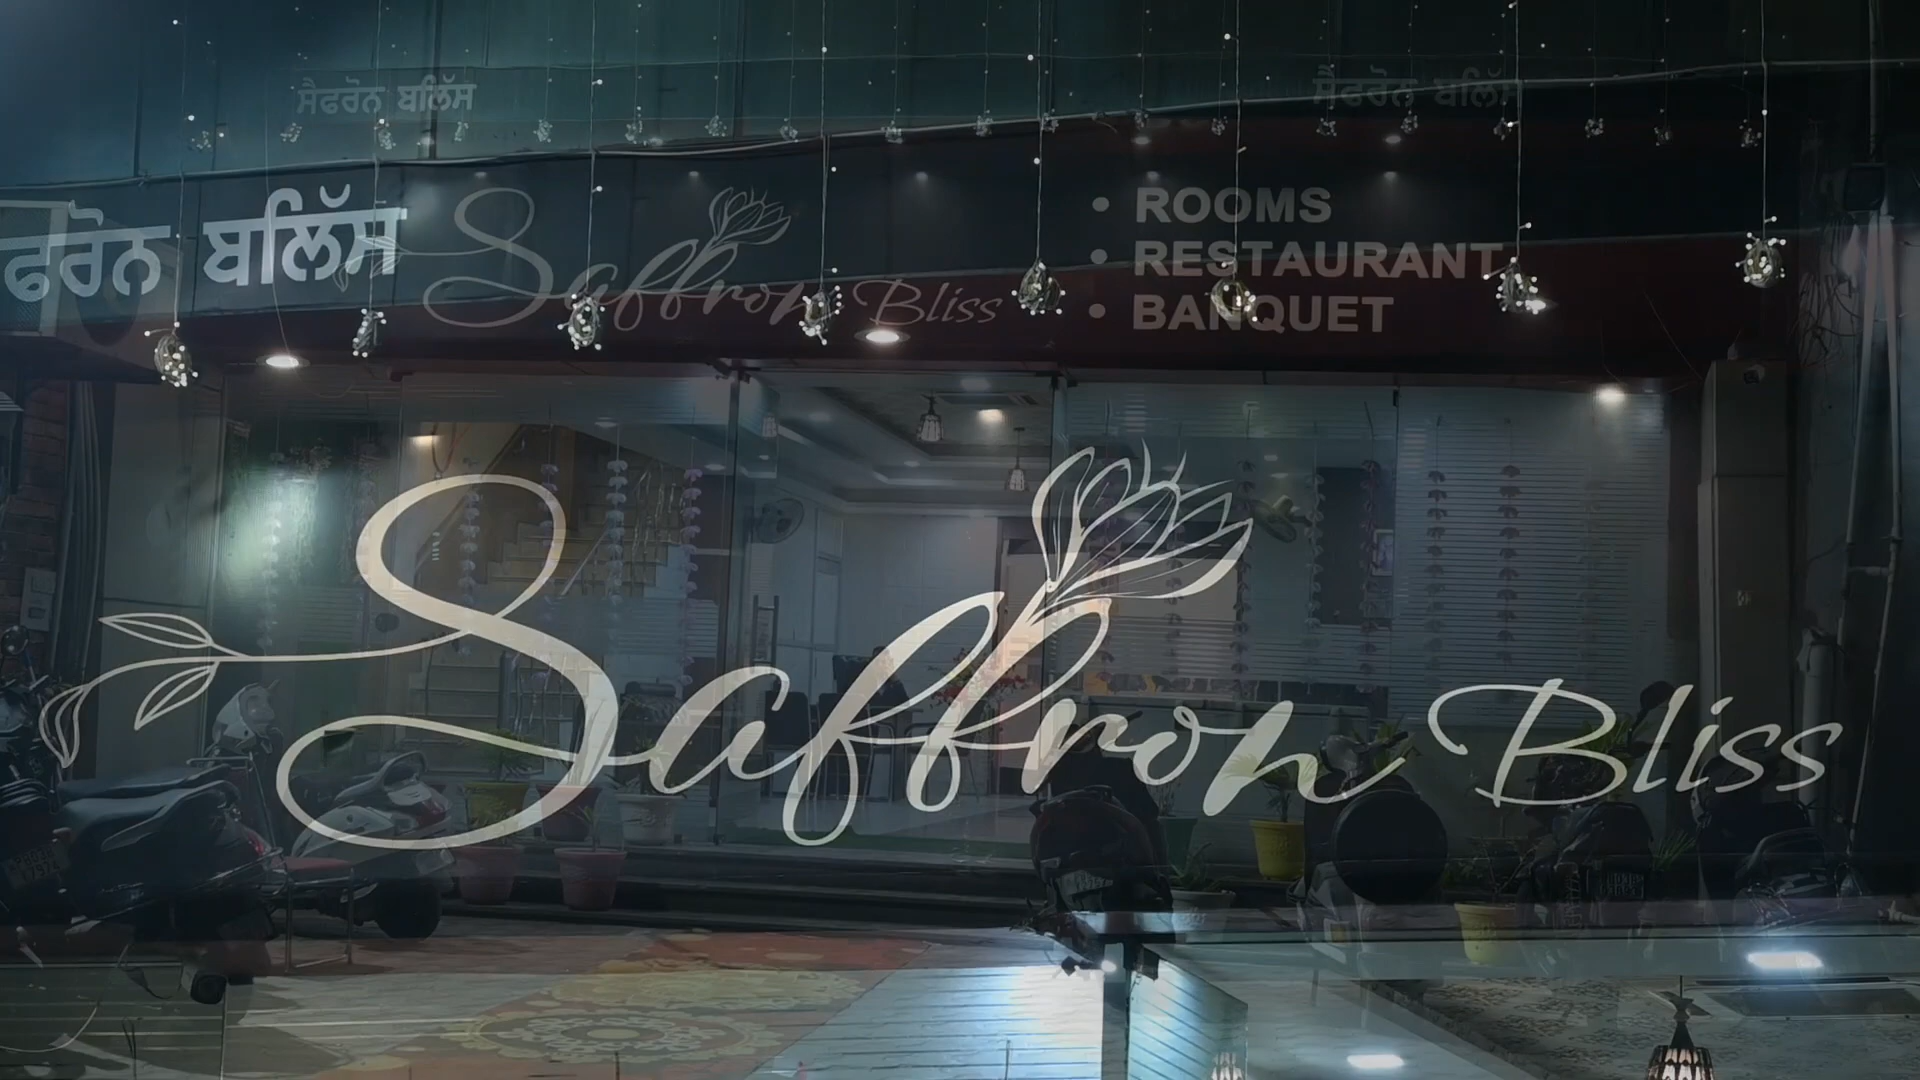 ਸੈਫਰੋਨ ਬਲਿੱਸ
ਸੈਫਰੋਨ ਬਲਿੱਸ
ਫਰੋਨ ਬਲਿੱਸ
Saffron Bliss
• ROOMS
• RESTAURANT
• BANQUET
Saffron Bliss